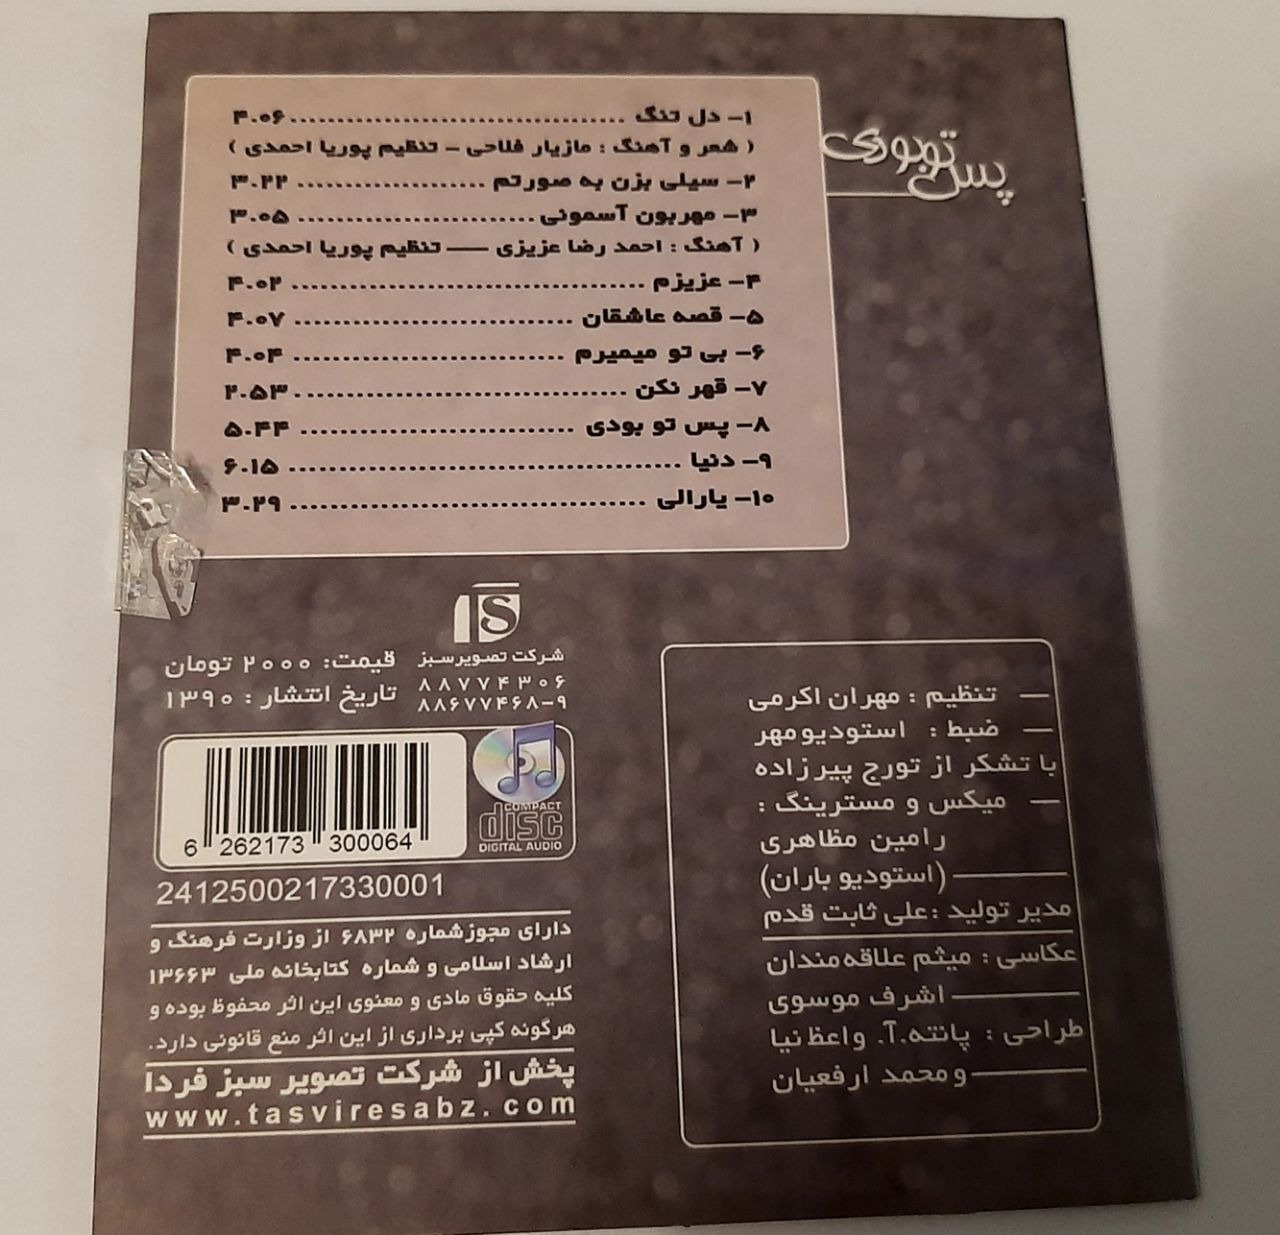 پس تو بودی
۱- دل تنگ ................................ ۴.۰۶
( شعر و آهنگ : مازیار فلاحی - تنظیم پوریا احمدی )
۲- سیلی بزن به صورتم .................... ۳.۲۲
۳- مهربون آسمونی ........................ ۳.۰۵
( آهنگ : احمد رضا عزیزی —— تنظیم پوریا احمدی )
۴- عزیزم .................................... ۴.۰۲
۵- قصه عاشقان ............................ ۴.۰۷
۶- بی تو میمیرم ........................... ۴.۰۴
۷- قهر نکن ................................. ۲.۵۳
۸- پس تو بودی ............................ ۵.۴۴
۹- دنیا ........................................ ۶.۱۵
۱۰- یارالی .................................... ۳.۲۹
شرکت تصویر سبز
۸۸۷۷۴۳۰۶
۸۸۶۷۷۴۶۸-۹
قیمت: ۲۰۰۰ تومان
تاریخ انتشار : ۱۳۹۰
COMPACT
disc
DIGITAL AUDIO
6 262173 300064
2412500217330001
دارای مجوز شماره ۶۸۳۲ از وزارت فرهنگ و
ارشاد اسلامی و شماره کتابخانه ملی ۱۳۶۶۳
کلیه حقوق مادی و معنوی این اثر محفوظ بوده و
هرگونه کپی برداری از این اثر منع قانونی دارد.
پخش از شرکت تصویر سبز فردا
www.tasviresabz.com
— تنظیم : مهران اکرمی
— ضبط : استودیو مهر
با تشکر از تورج پیرزاده
— میکس و مسترینگ :
رامین مظاهری
——(استودیو باران)
مدیر تولید : علی ثابت قدم
عکاسی : میثم علاقه مندان
—— اشرف موسوی
طراحی : پانته.آ. واعظ نیا
—— و محمد ارفعیان